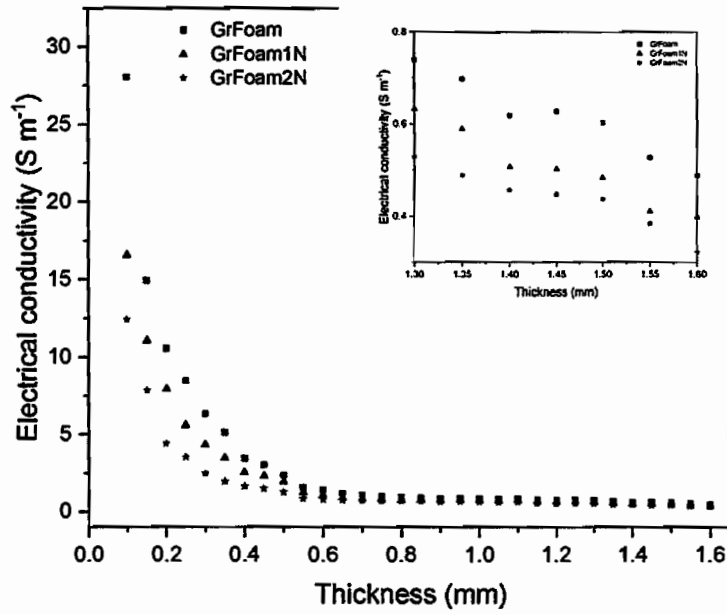 GrFoam
GrFoam1N
GrFoam2N
Electrical conductivity (S m⁻¹)
30
25
20
15
10
5
0
0.0 0.2 0.4 0.6 0.8 1.0 1.2 1.4 1.6
Thickness (mm)
GrFoam
GrFoam1N
GrFoam2N
Electrical conductivity (S m⁻¹)
0.8
0.6
0.4
1.30 1.35 1.40 1.45 1.50 1.55 1.60
Thickness (mm)